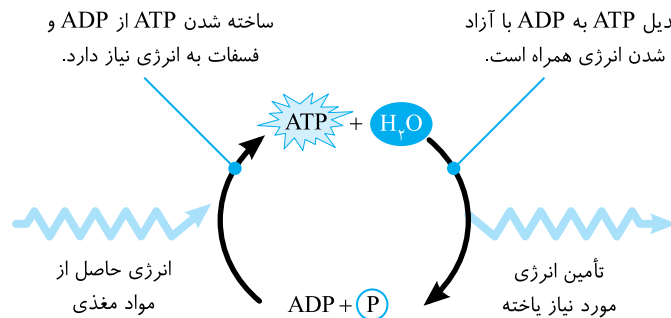 ساخته شدن ATP از ADP و
فسفات به انرژی نیاز دارد.
دیل ATP به ADP با آزاد
شدن انرژی همراه است.
ATP + H۲O
انرژی حاصل از
مواد مغذی
تأمین انرژی
مورد نیاز یاخته
ADP + P